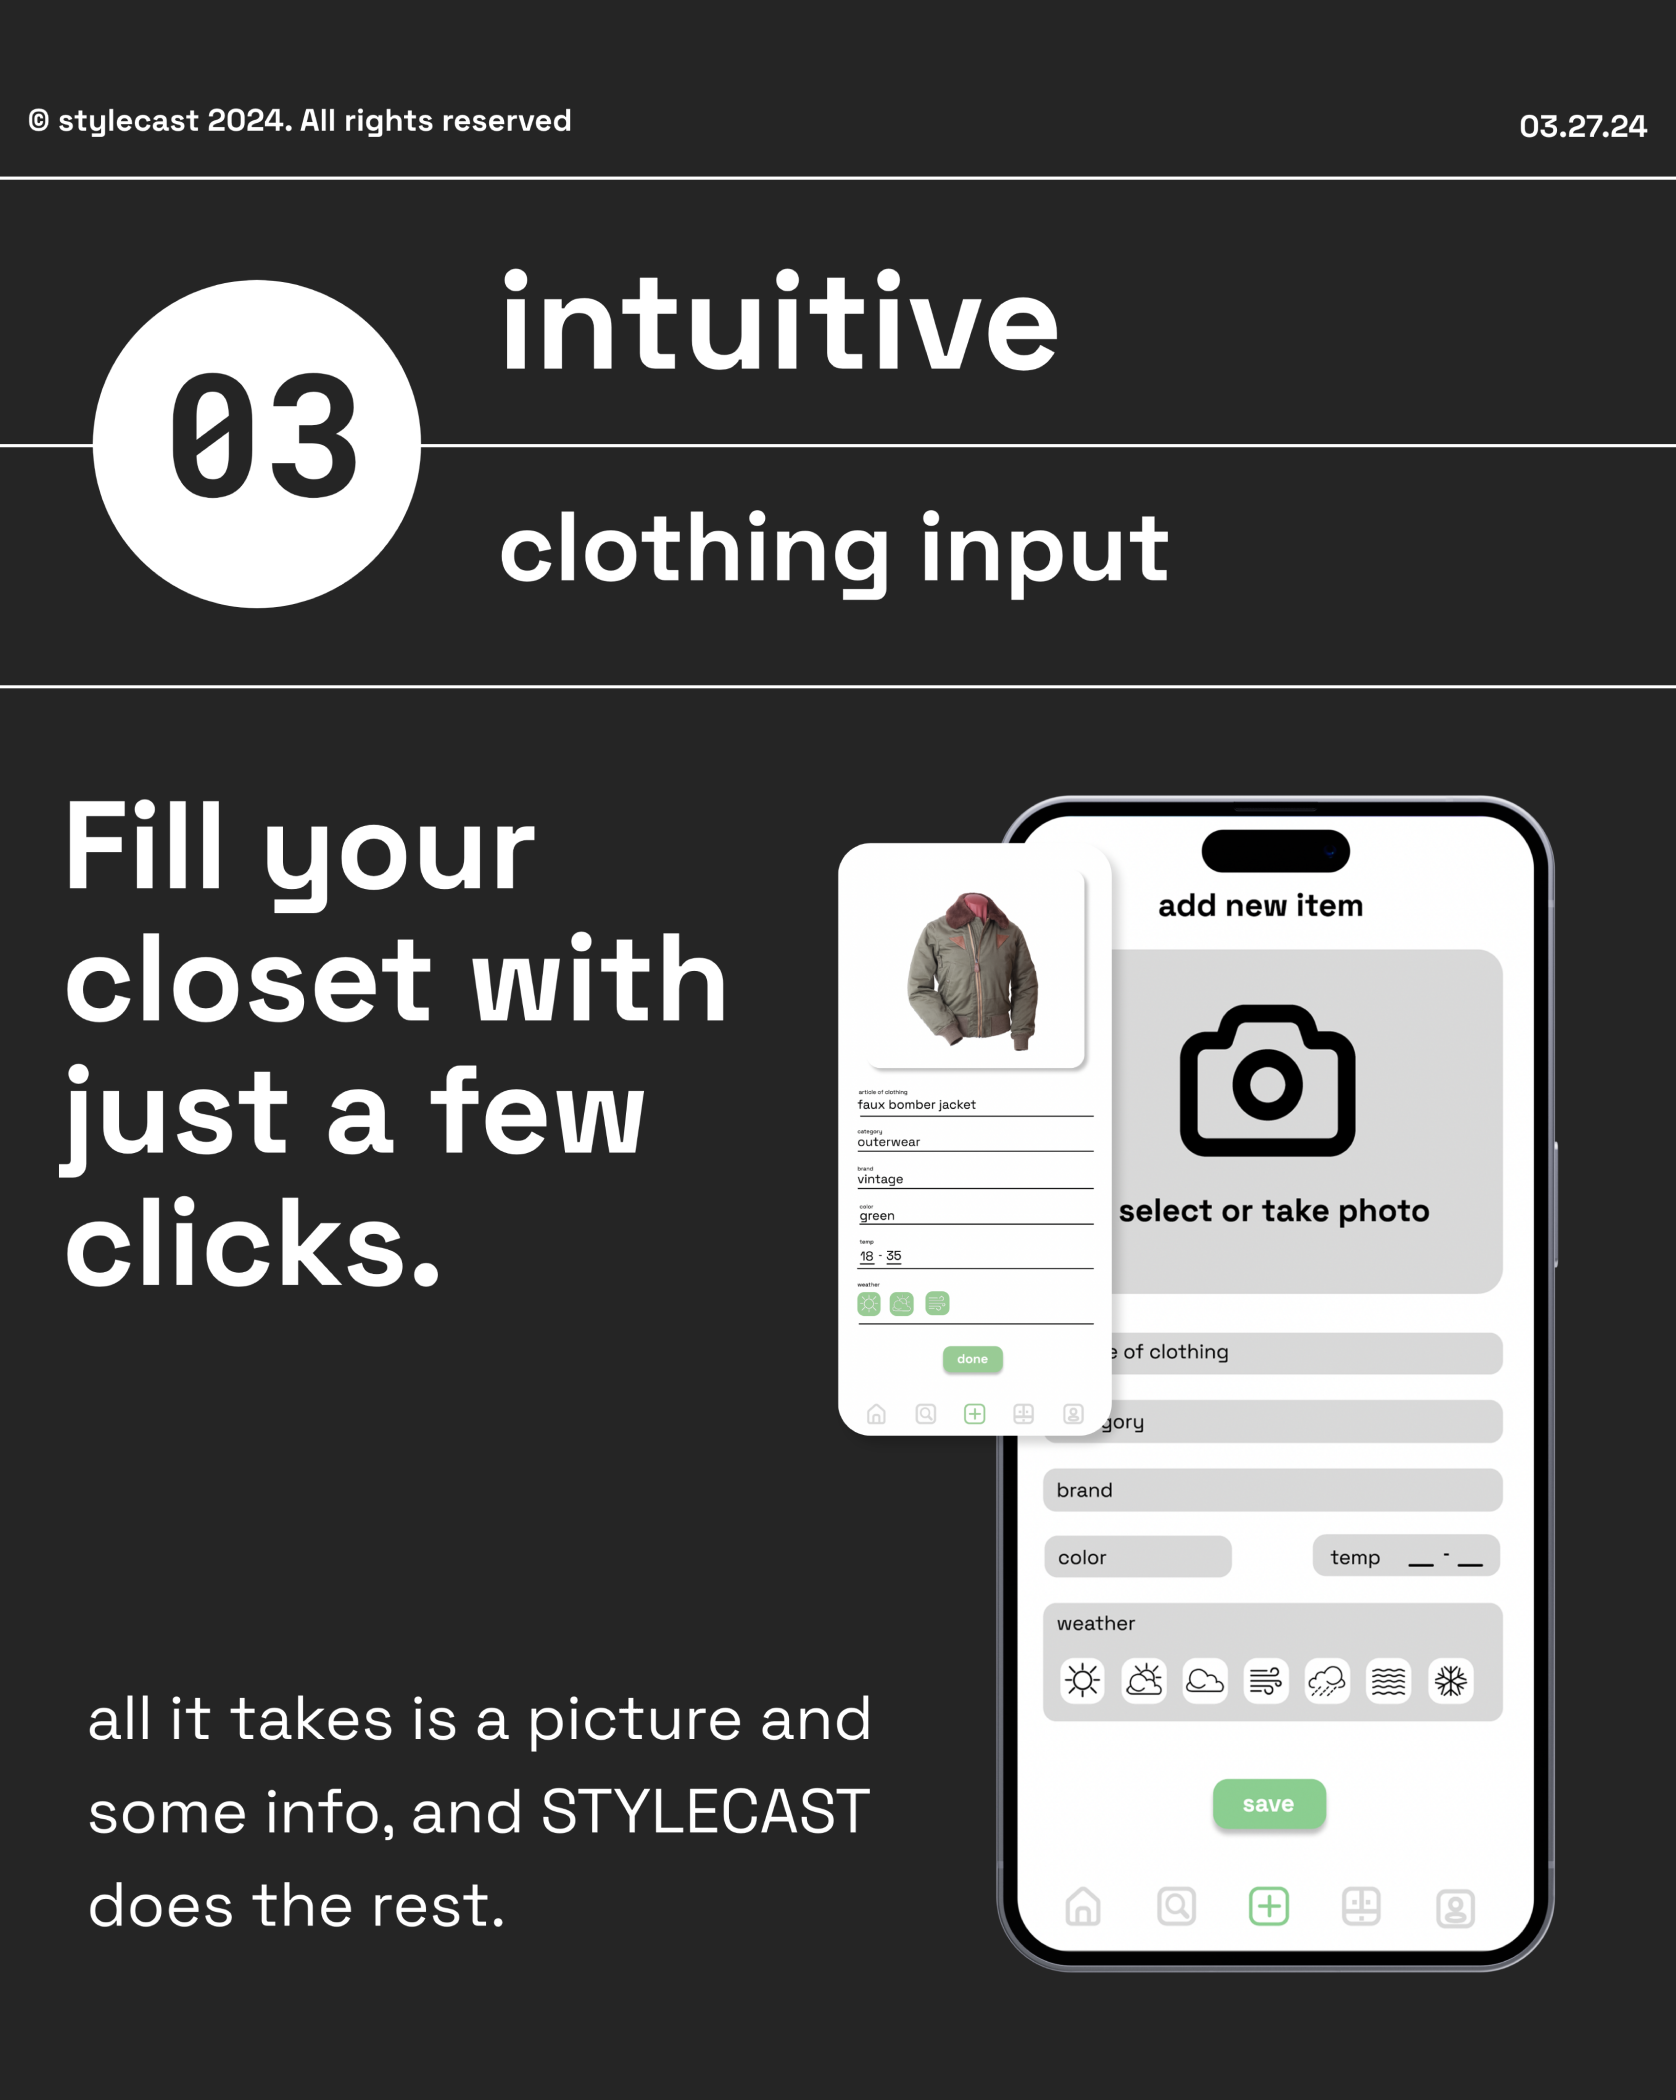 © stylecast 2024. All rights reserved
03.27.24
03
intuitive
clothing input
Fill your
closet with
just a few
clicks.
all it takes is a picture and
some info, and STYLECAST
does the rest.
article of clothing
faux bomber jacket
category
outerwear
brand
vintage
color
green
temp
18 - 35
weather
done
add new item
select or take photo
e of clothing
gory
brand
color
temp __ - __
weather
save